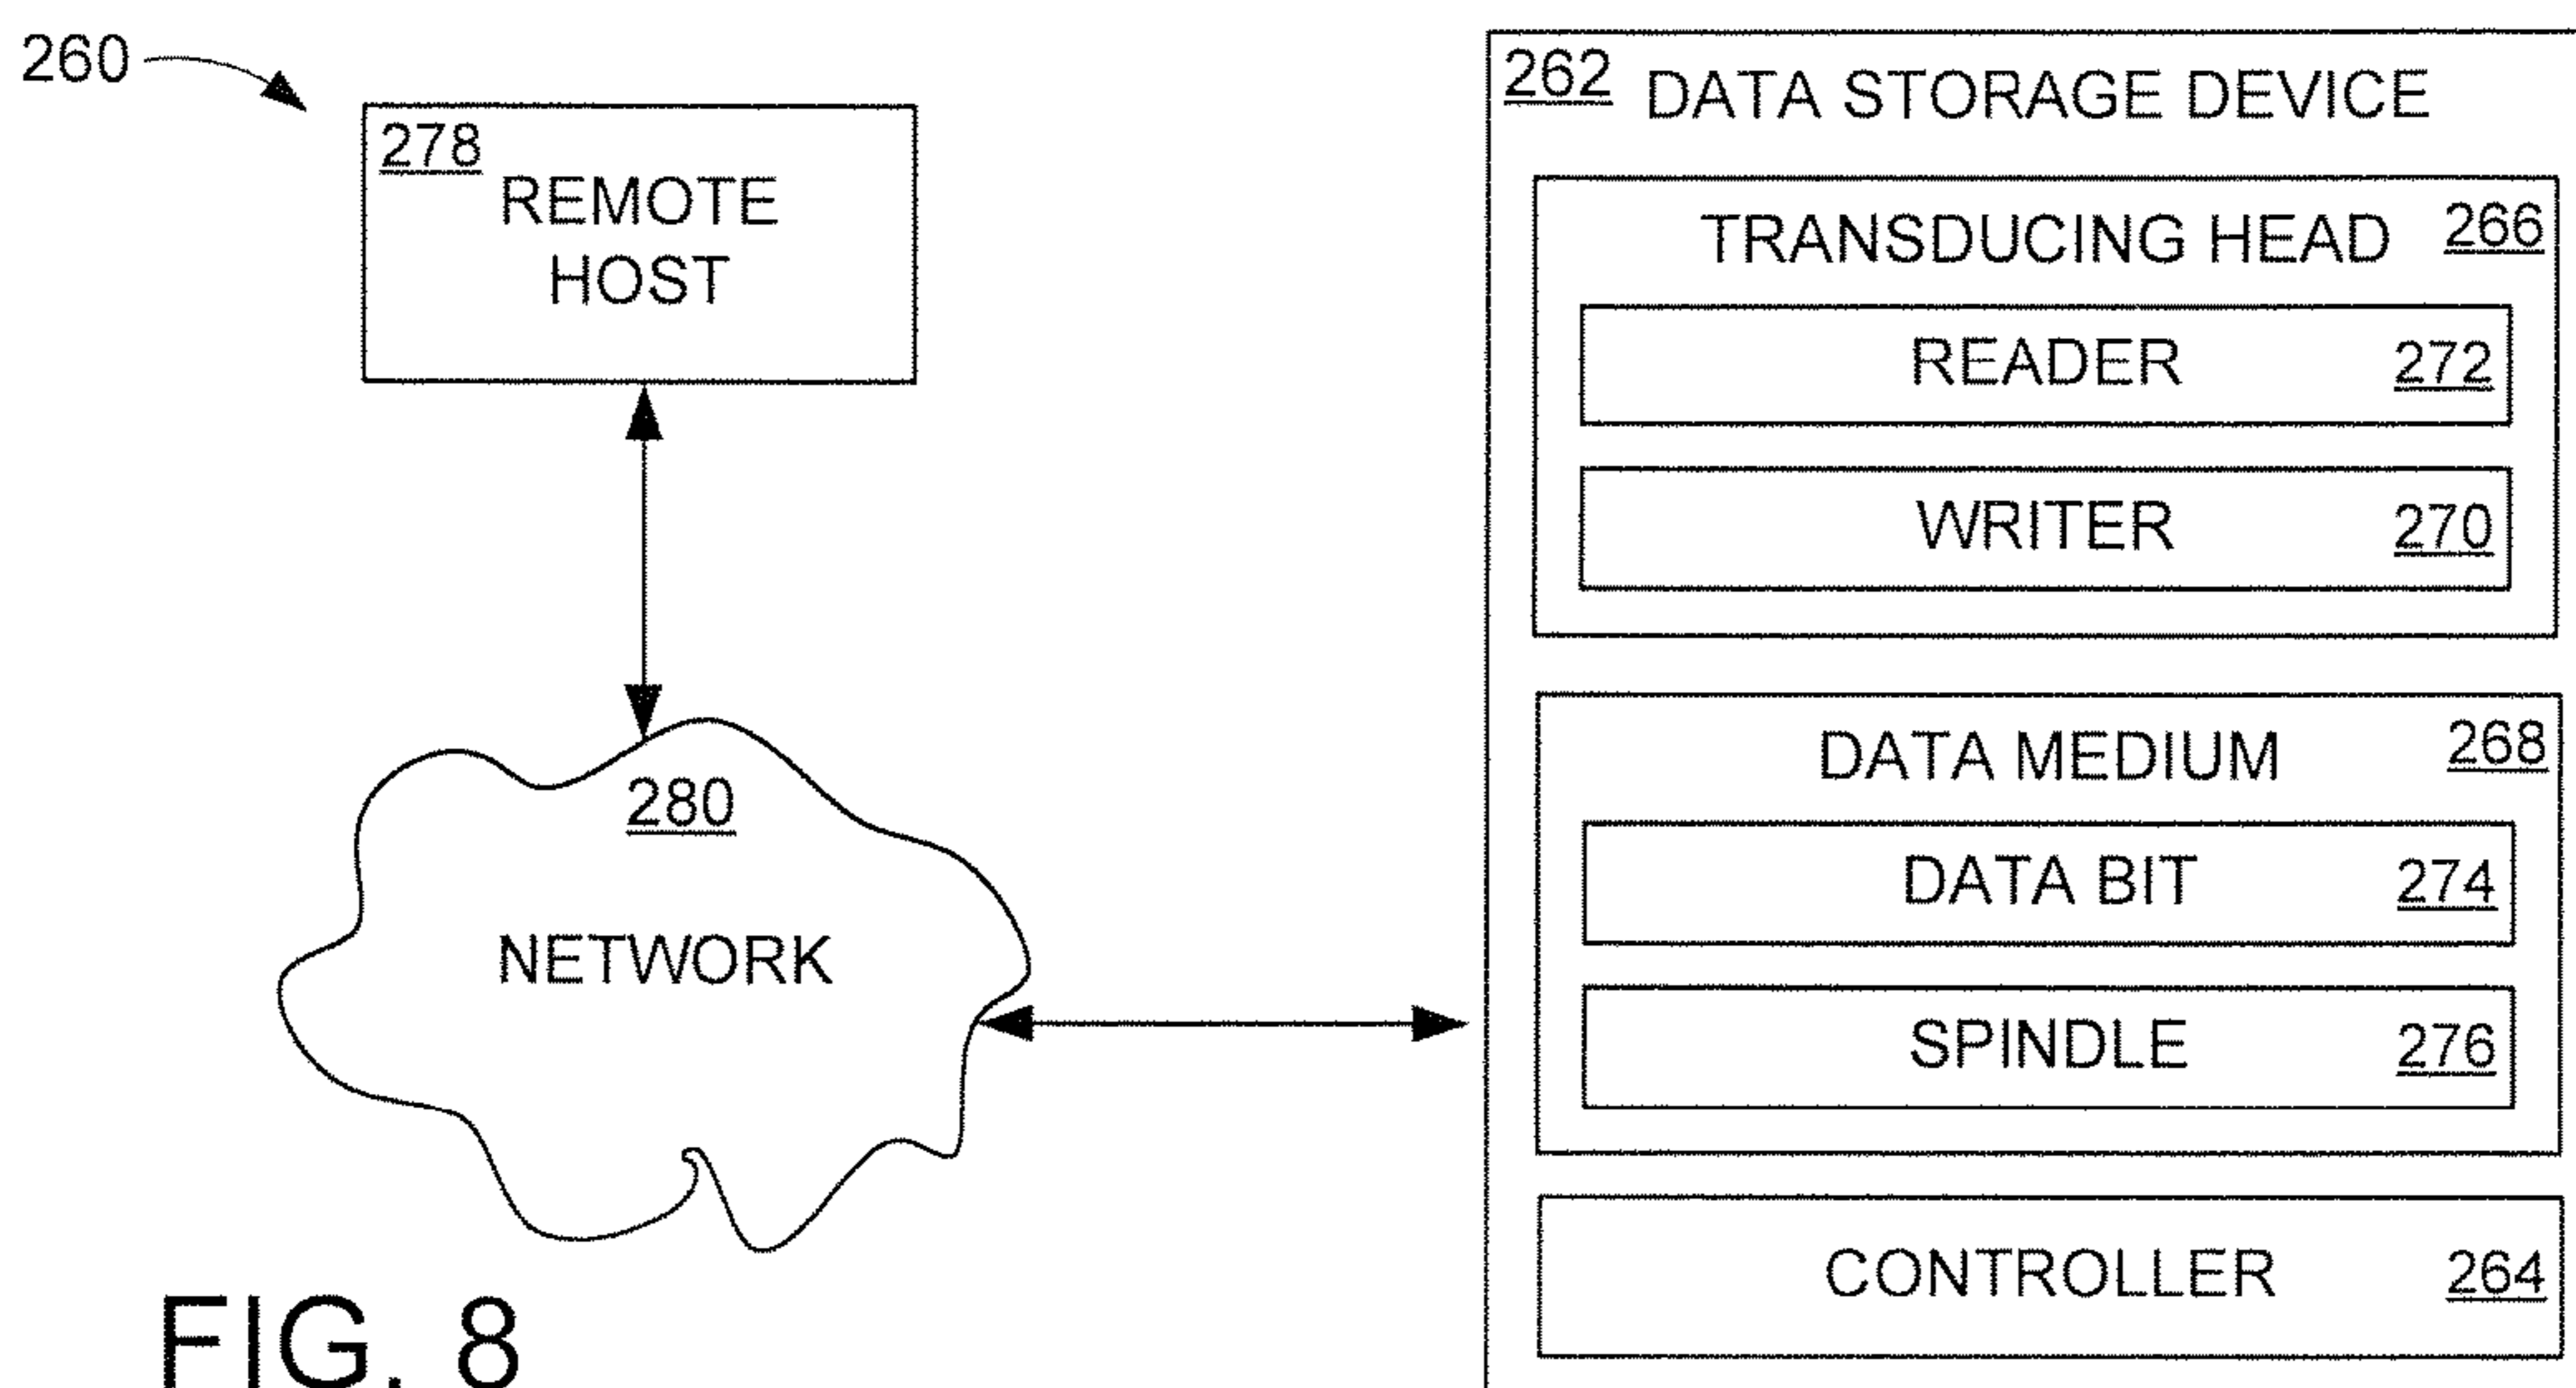 260
278
REMOTE
HOST
280
NETWORK
262 DATA STORAGE DEVICE
TRANSDUCING HEAD 266
READER 272
WRITER 270
DATA MEDIUM 268
DATA BIT 274
SPINDLE 276
CONTROLLER 264
FIG. 8